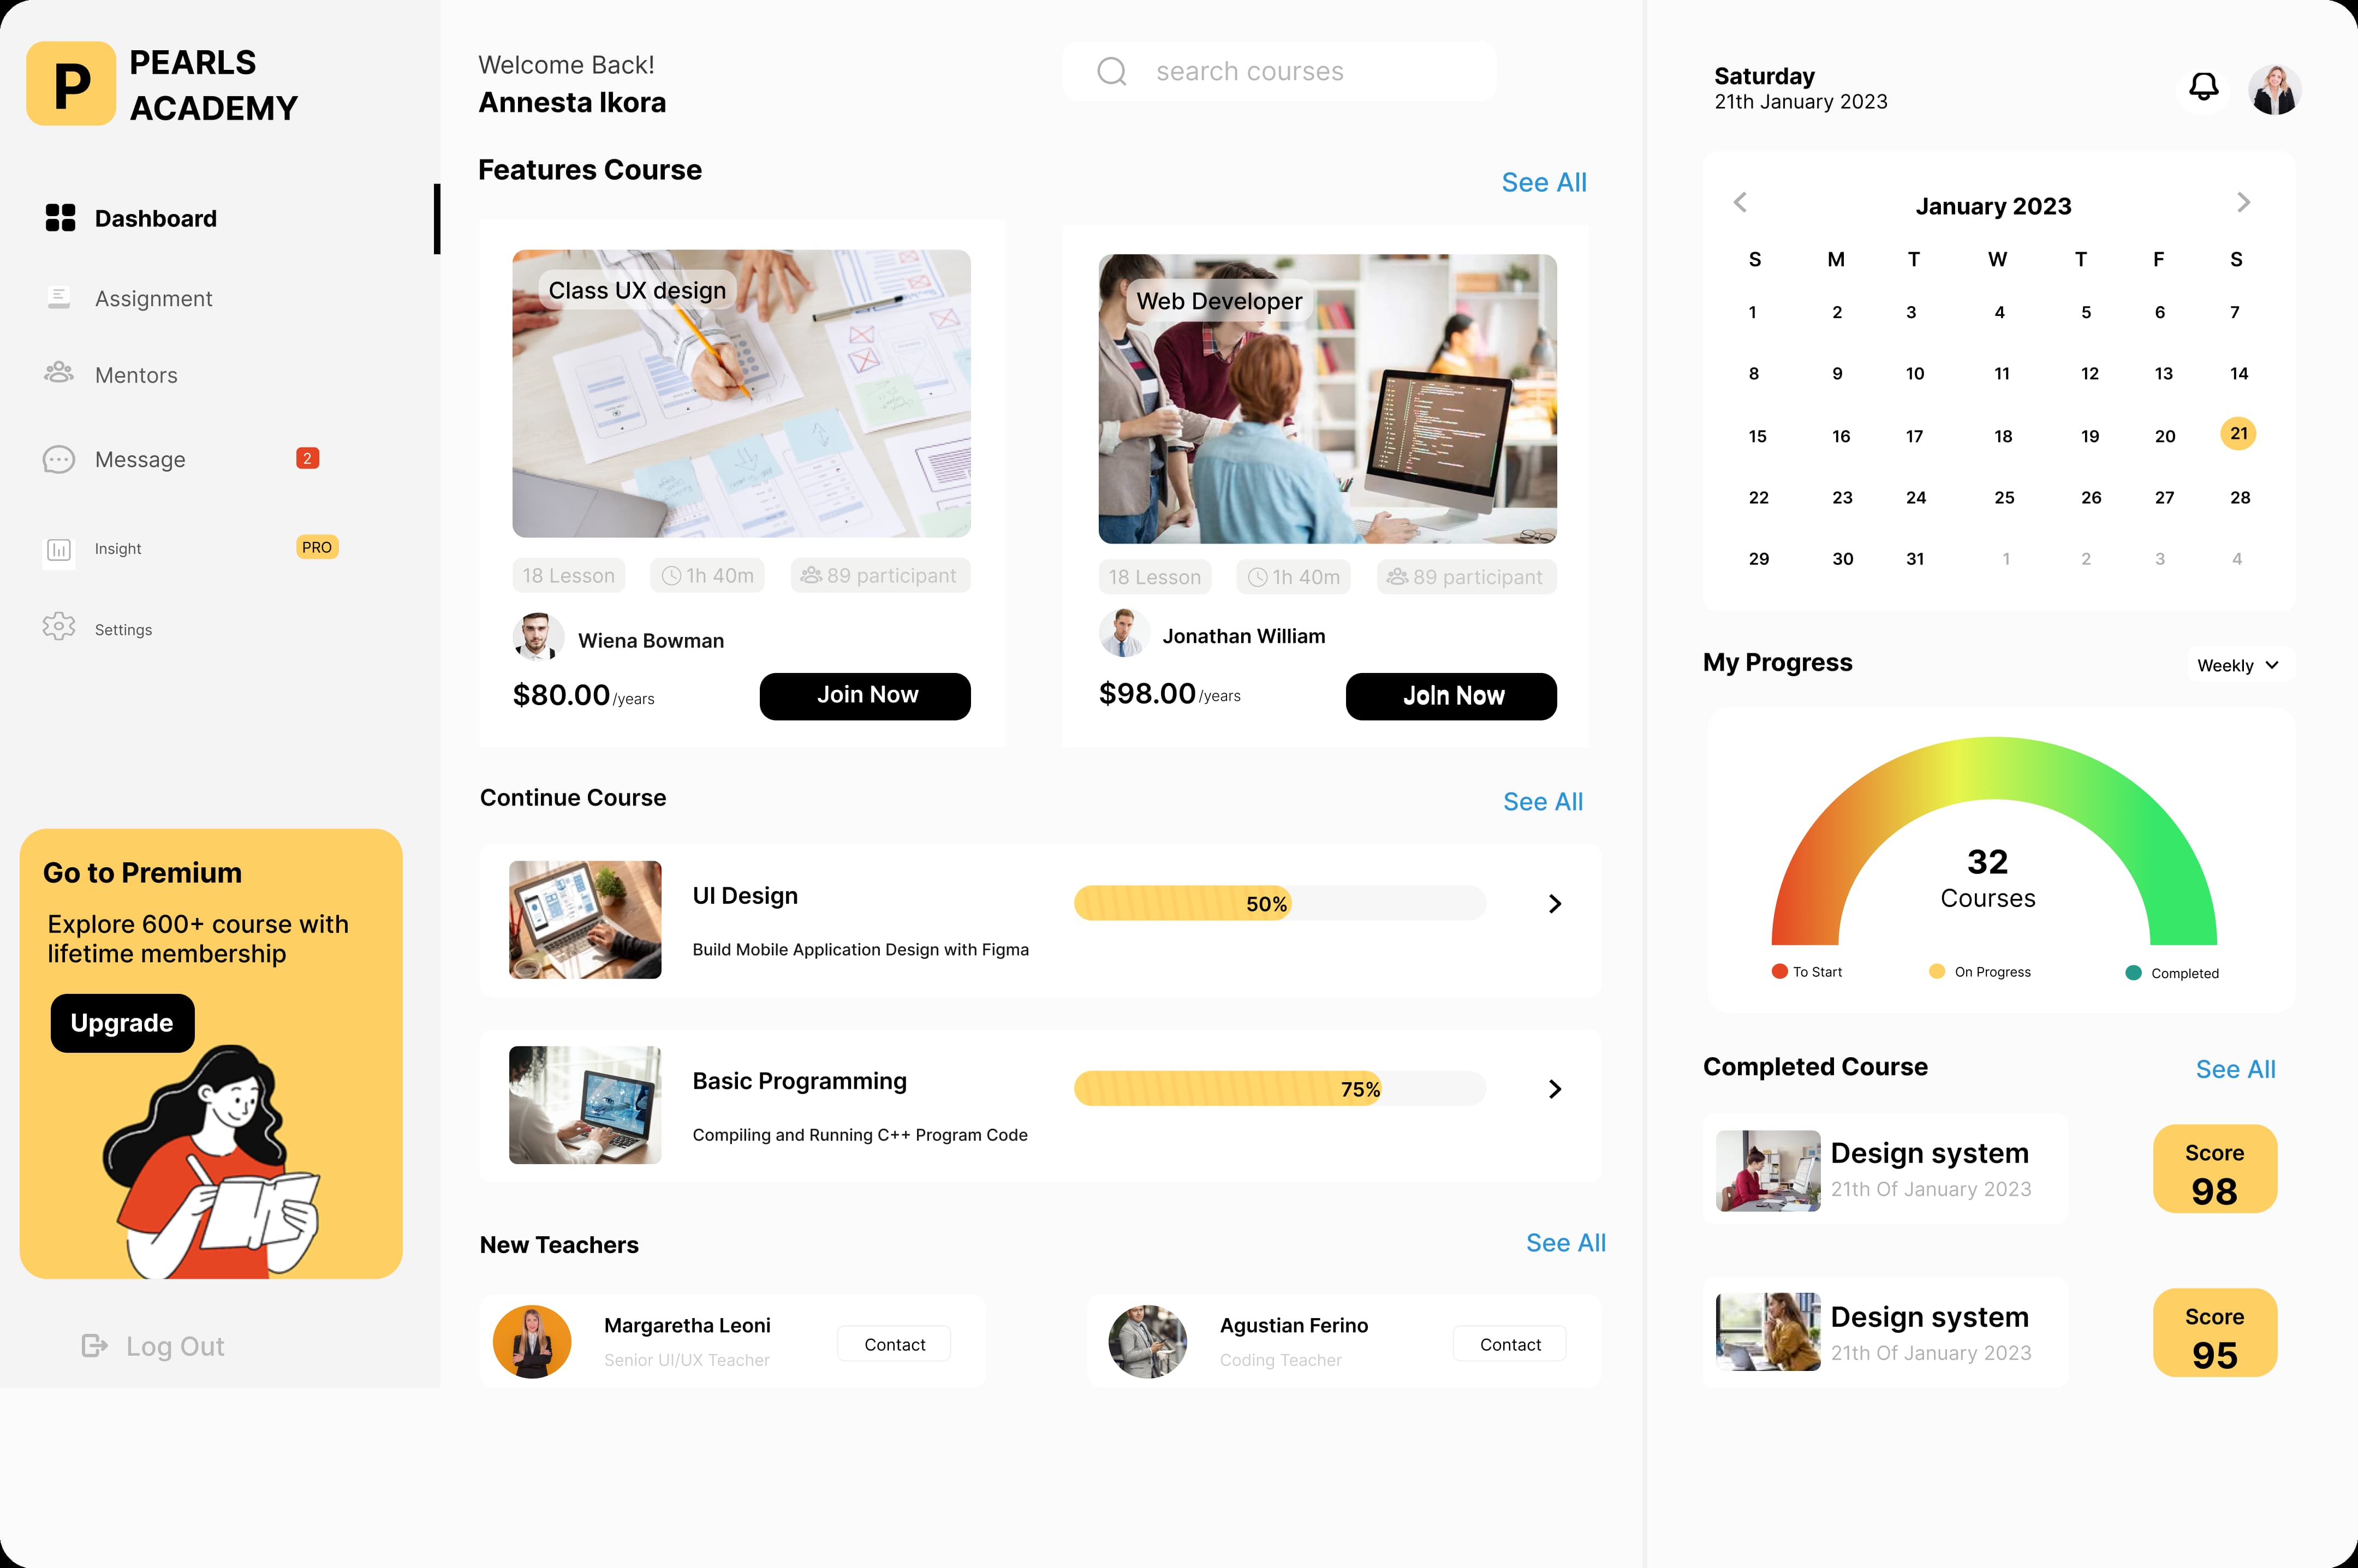 P
PEARLS
ACADEMY
Dashboard
Assignment
Mentors
Message
2
Insight
PRO
Settings
Go to Premium
Explore 600+ course with
lifetime membership
Upgrade
Log Out
Welcome Back!
Annesta Ikora
search courses
Features Course
See All
Class UX design
18 Lesson
1h 40m
89 participant
Wiena Bowman
$80.00/years
Join Now
Web Developer
18 Lesson
1h 40m
89 participant
Jonathan William
$98.00/years
Join Now
Continue Course
See All
UI Design
50%
Build Mobile Application Design with Figma
Basic Programming
75%
Compiling and Running C++ Program Code
New Teachers
See All
Margaretha Leoni
Senior UI/UX Teacher
Contact
Agustian Ferino
Coding Teacher
Contact
Saturday
21th January 2023
January 2023
S M T W T F S
1 2 3 4 5 6 7
8 9 10 11 12 13 14
15 16 17 18 19 20 21
22 23 24 25 26 27 28
29 30 31 1 2 3 4
My Progress
Weekly
32
Courses
To Start
On Progress
Completed
Completed Course
See All
Design system
21th Of January 2023
Score
98
Design system
21th Of January 2023
Score
95